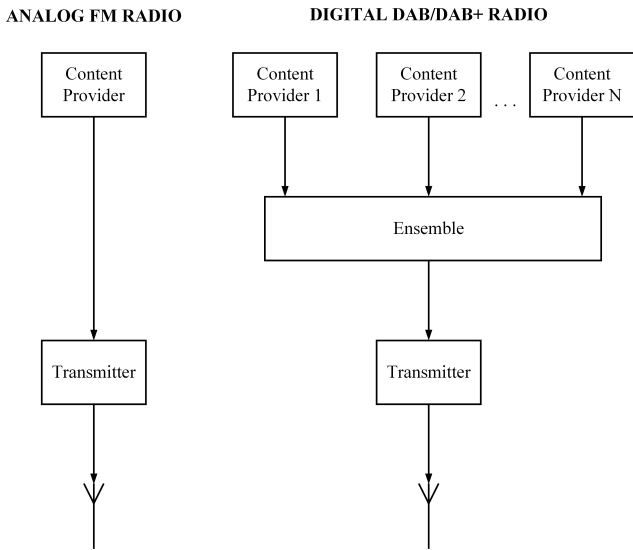 ANALOG FM RADIO
DIGITAL DAB/DAB+ RADIO
Content
Provider
Content
Provider 1
Content
Provider 2
. . .
Content
Provider N
Ensemble
Transmitter
Transmitter